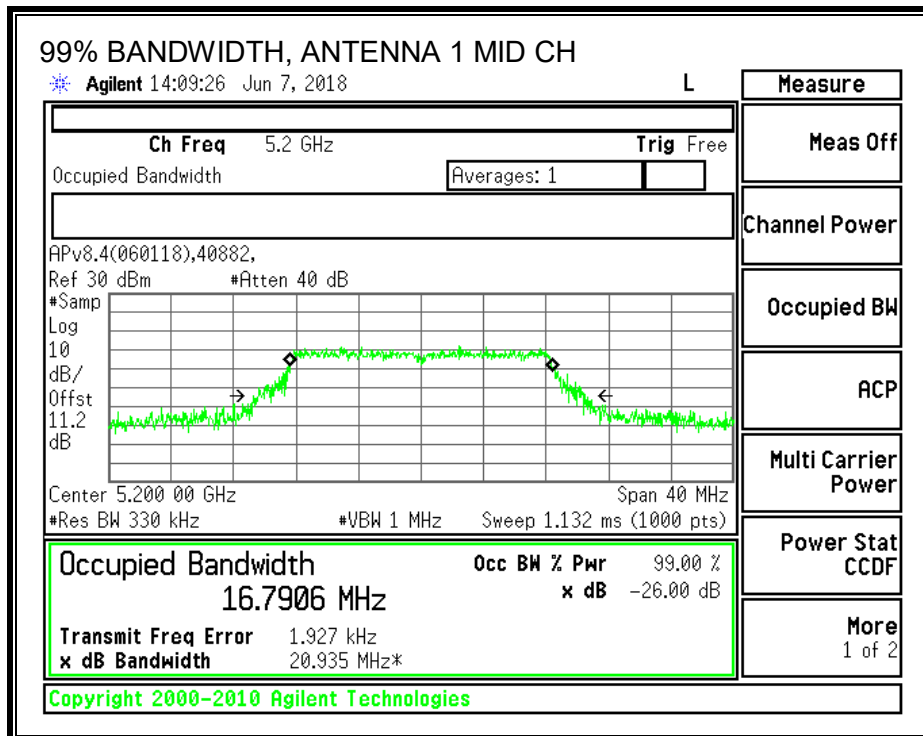 99% BANDWIDTH, ANTENNA 1 MID CH
Agilent 14:09:26 Jun 7, 2018 L
Measure
Ch Freq 5.2 GHz Trig Free
Meas Off
Occupied Bandwidth Averages: 1
Channel Power
APv8.4(060118),40882,
Ref 30 dBm #Atten 40 dB
#Samp
Log
10
dB/
Offst
11.2
dB
Occupied BW
ACP
Center 5.200 00 GHz Span 40 MHz
#Res BW 330 kHz #VBW 1 MHz Sweep 1.132 ms (1000 pts)
Multi Carrier
Power
Occupied Bandwidth Occ BW % Pwr 99.00 %
16.7906 MHz x dB -26.00 dB
Transmit Freq Error 1.927 kHz
x dB Bandwidth 20.935 MHz*
Power Stat
CCDF
More
1 of 2
Copyright 2000-2010 Agilent Technologies